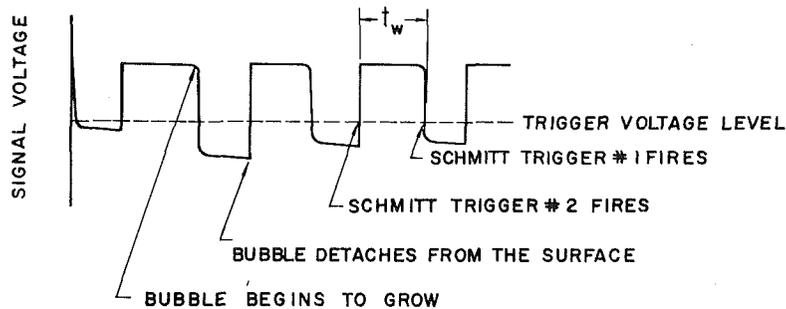 t_w
SIGNAL VOLTAGE
TRIGGER VOLTAGE LEVEL
SCHMITT TRIGGER # 1 FIRES
SCHMITT TRIGGER # 2 FIRES
BUBBLE DETACHES FROM THE SURFACE
BUBBLE BEGINS TO GROW